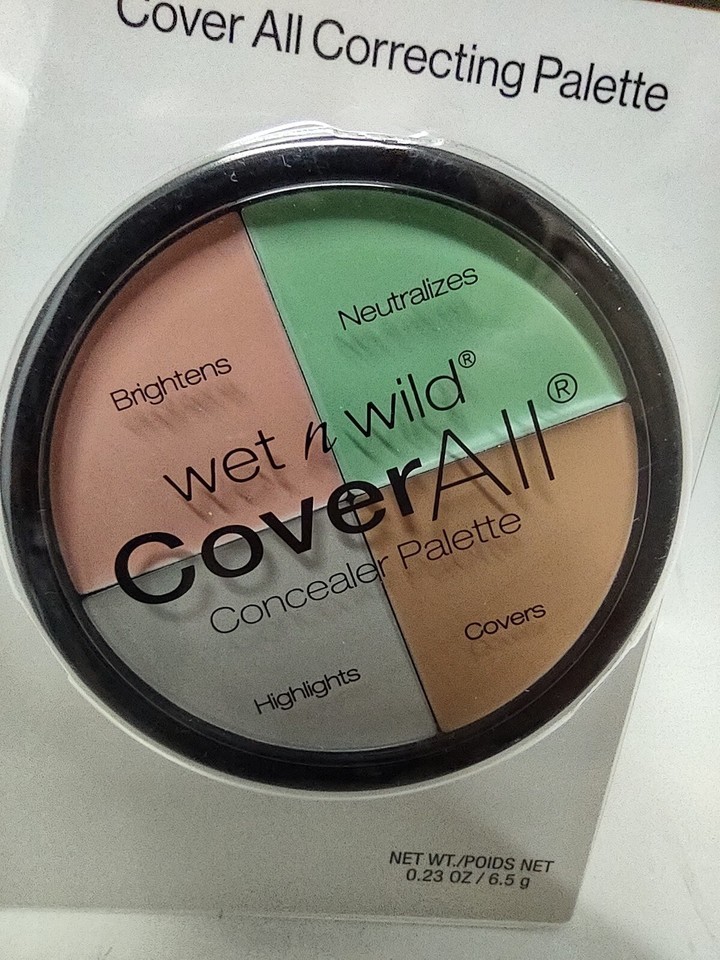 Cover All Correcting Palette
Neutralizes
Brightens
wet n wild®
CoverAll®
Concealer Palette
Covers
Highlights
NET WT./POIDS NET
0.23 OZ / 6.5 g